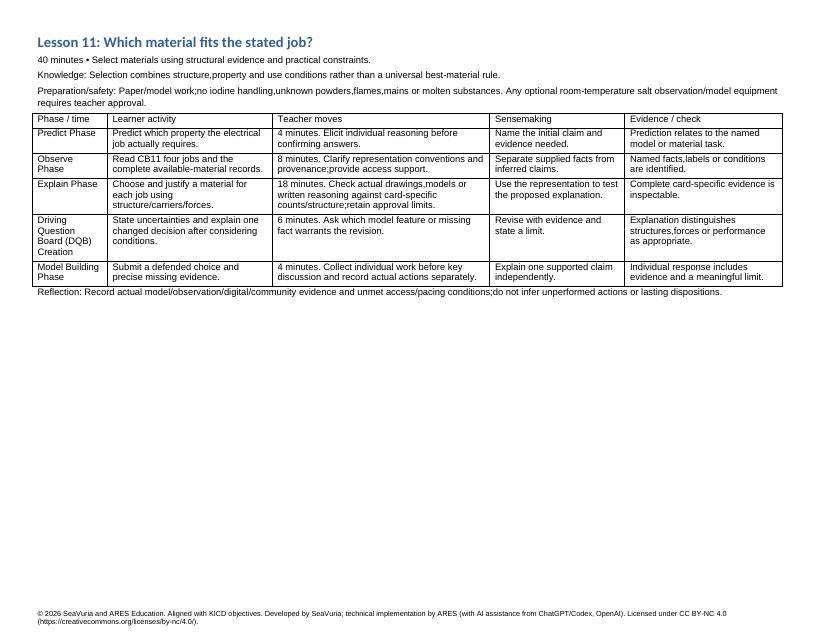 Lesson 11: Which material fits the stated job?
40 minutes • Select materials using structural evidence and practical constraints.
Knowledge: Selection combines structure,property and use conditions rather than a universal best-material rule.
Preparation/safety: Paper/model work;no iodine handling,unknown powders,flames,mains or molten substances. Any optional room-temperature salt observation/model equipment
requires teacher approval.
Phase / time
Learner activity
Teacher moves
Sensemaking
Evidence / check
Predict Phase
Predict which property the electrical
job actually requires.
4 minutes. Elicit individual reasoning before
confirming answers.
Name the initial claim and
evidence needed.
Prediction relates to the named
model or material task.
Observe
Phase
Read CB11 four jobs and the
complete available-material records.
8 minutes. Clarify representation conventions and
provenance;provide access support.
Separate supplied facts from
inferred claims.
Named facts,labels or conditions
are identified.
Explain Phase
Choose and justify a material for
each job using
structure/carriers/forces.
18 minutes. Check actual drawings,models or
written reasoning against card-specific
counts/structure;retain approval limits.
Use the representation to test
the proposed explanation.
Complete card-specific evidence is
inspectable.
Driving
Question
Board (DQB)
Creation
State uncertainties and explain one
changed decision after considering
conditions.
6 minutes. Ask which model feature or missing
fact warrants the revision.
Revise with evidence and
state a limit.
Explanation distinguishes
structures,forces or performance
as appropriate.
Model Building
Phase
Submit a defended choice and
precise missing evidence.
4 minutes. Collect individual work before key
discussion and record actual actions separately.
Explain one supported claim
independently.
Individual response includes
evidence and a meaningful limit.
Reflection: Record actual model/observation/digital/community evidence and unmet access/pacing conditions;do not infer unperformed actions or lasting dispositions.
© 2026 SeaVuria and ARES Education. Aligned with KICD objectives. Developed by SeaVuria; technical implementation by ARES (with AI assistance from ChatGPT/Codex, OpenAI). Licensed under CC BY-NC 4.0
(https://creativecommons.org/licenses/by-nc/4.0/).